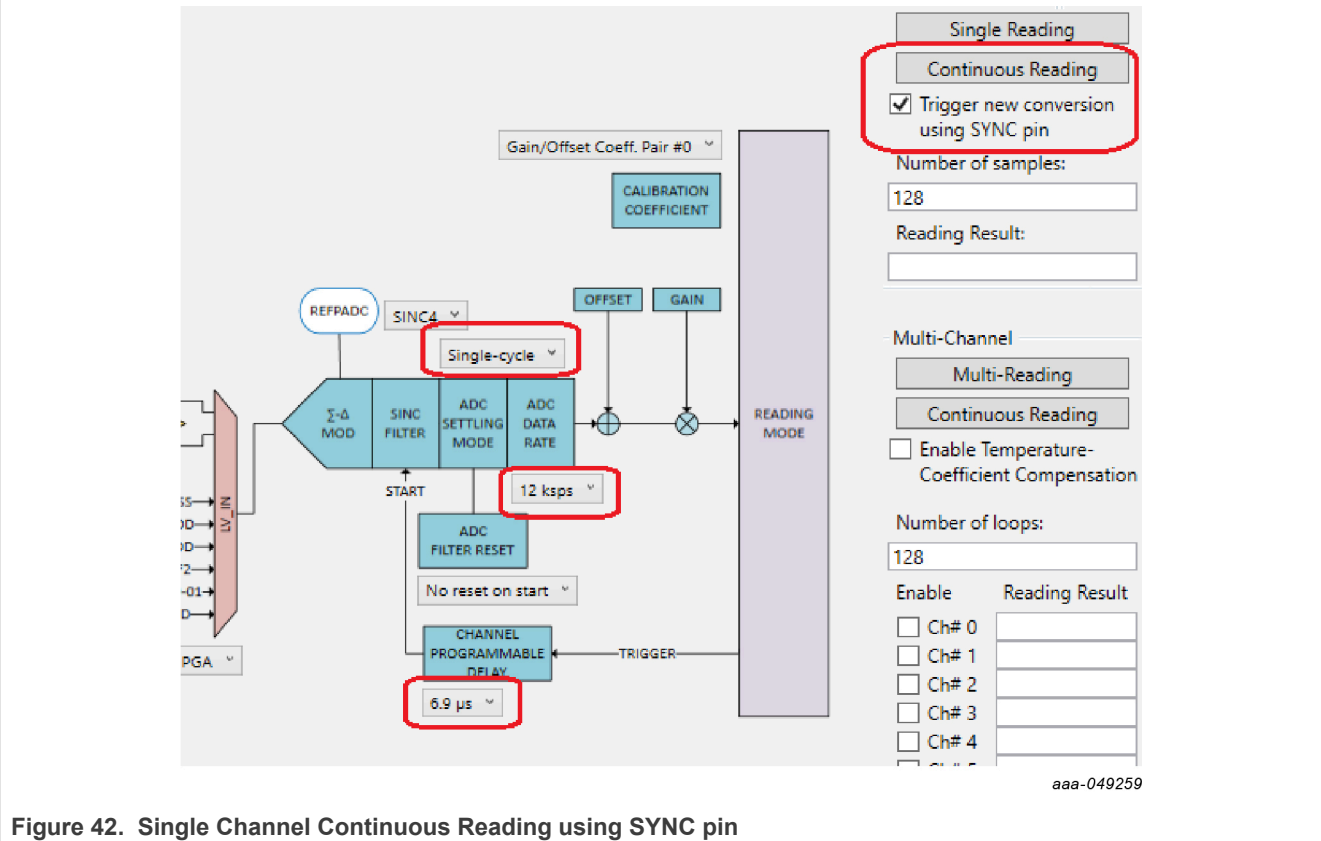 Single Reading
Continuous Reading
Trigger new conversion
using SYNC pin
Number of samples:
128
Reading Result:
Gain/Offset Coeff. Pair #0
CALIBRATION
COEFFICIENT
OFFSET
GAIN
REFPADC
SINC4
Single-cycle
Σ-Δ
MOD
SINC
FILTER
ADC
SETTLING
MODE
ADC
DATA
RATE
READING
MODE
START
12 ksps
ADC
FILTER RESET
No reset on start
CHANNEL
PROGRAMMABLE
DELAY
TRIGGER
6.9 µs
LV_IN
SS
DD
DD
F2
-01
D
PGA
Multi-Channel
Multi-Reading
Continuous Reading
Enable Temperature-
Coefficient Compensation
Number of loops:
128
Enable Reading Result
Ch# 0
Ch# 1
Ch# 2
Ch# 3
Ch# 4
aaa-049259
Figure 42. Single Channel Continuous Reading using SYNC pin